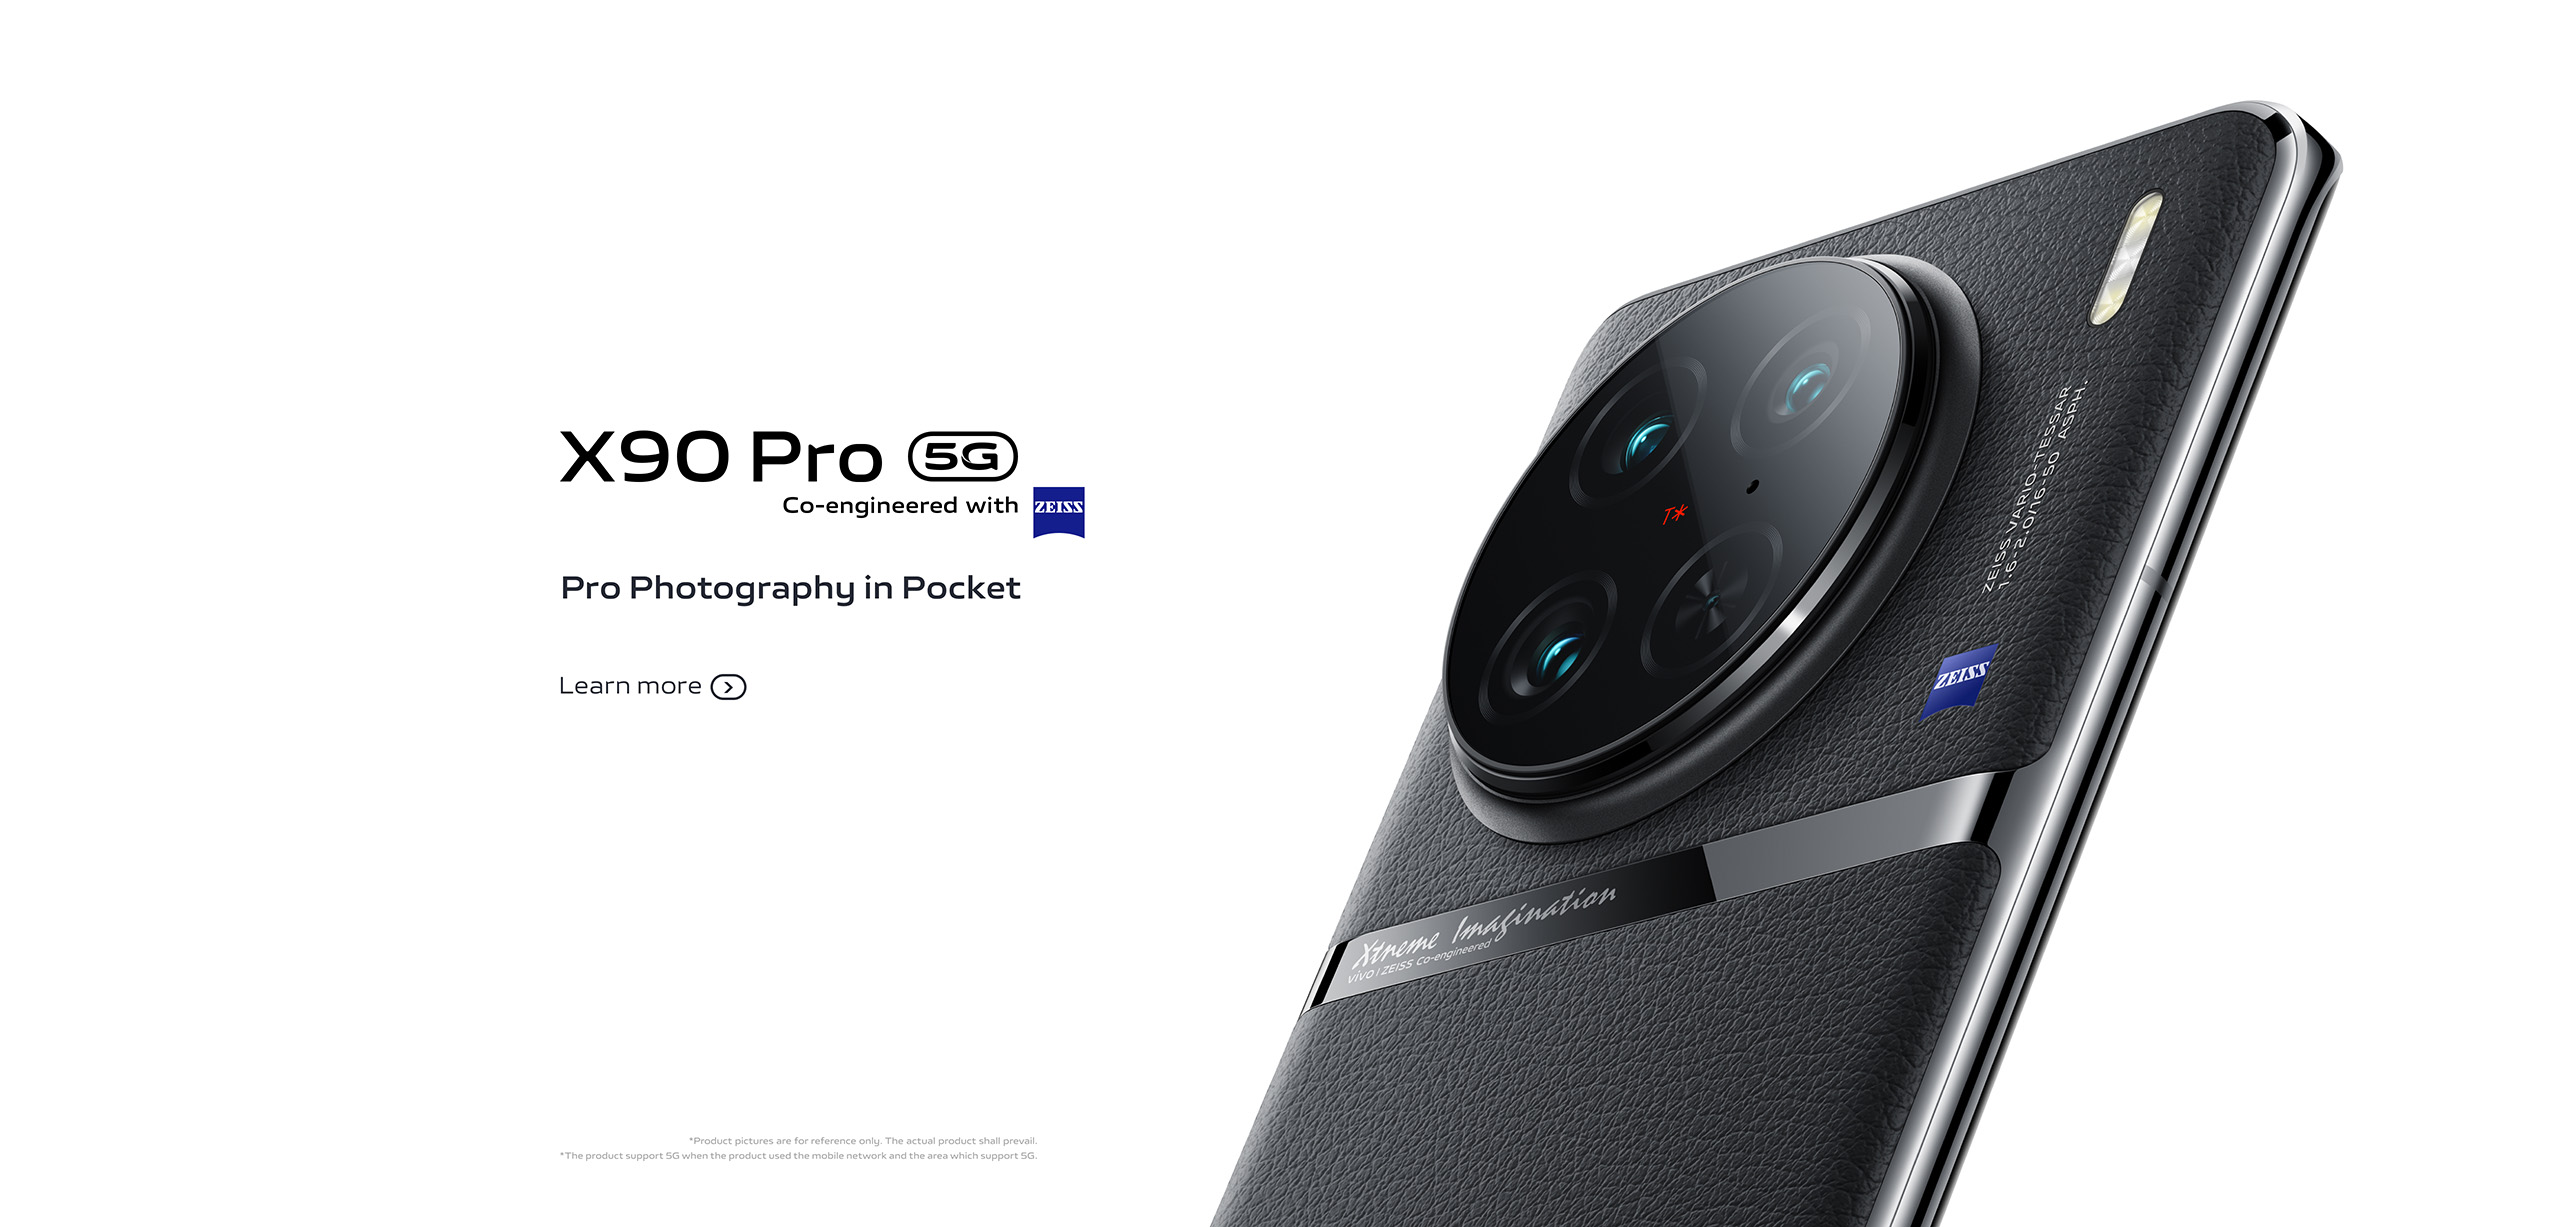 X90 Pro 5G
Co-engineered with ZEISS
Pro Photography in Pocket
Learn more
*Product pictures are for reference only. The actual product shall prevail.
*The product support 5G when the product used the mobile network and the area which support 5G.
T*
ZEISS VARIO-TESSAR
1.6-2.0/16-50 ASPH.
ZEISS
Xtreme Imagination
vivo | ZEISS Co-engineered